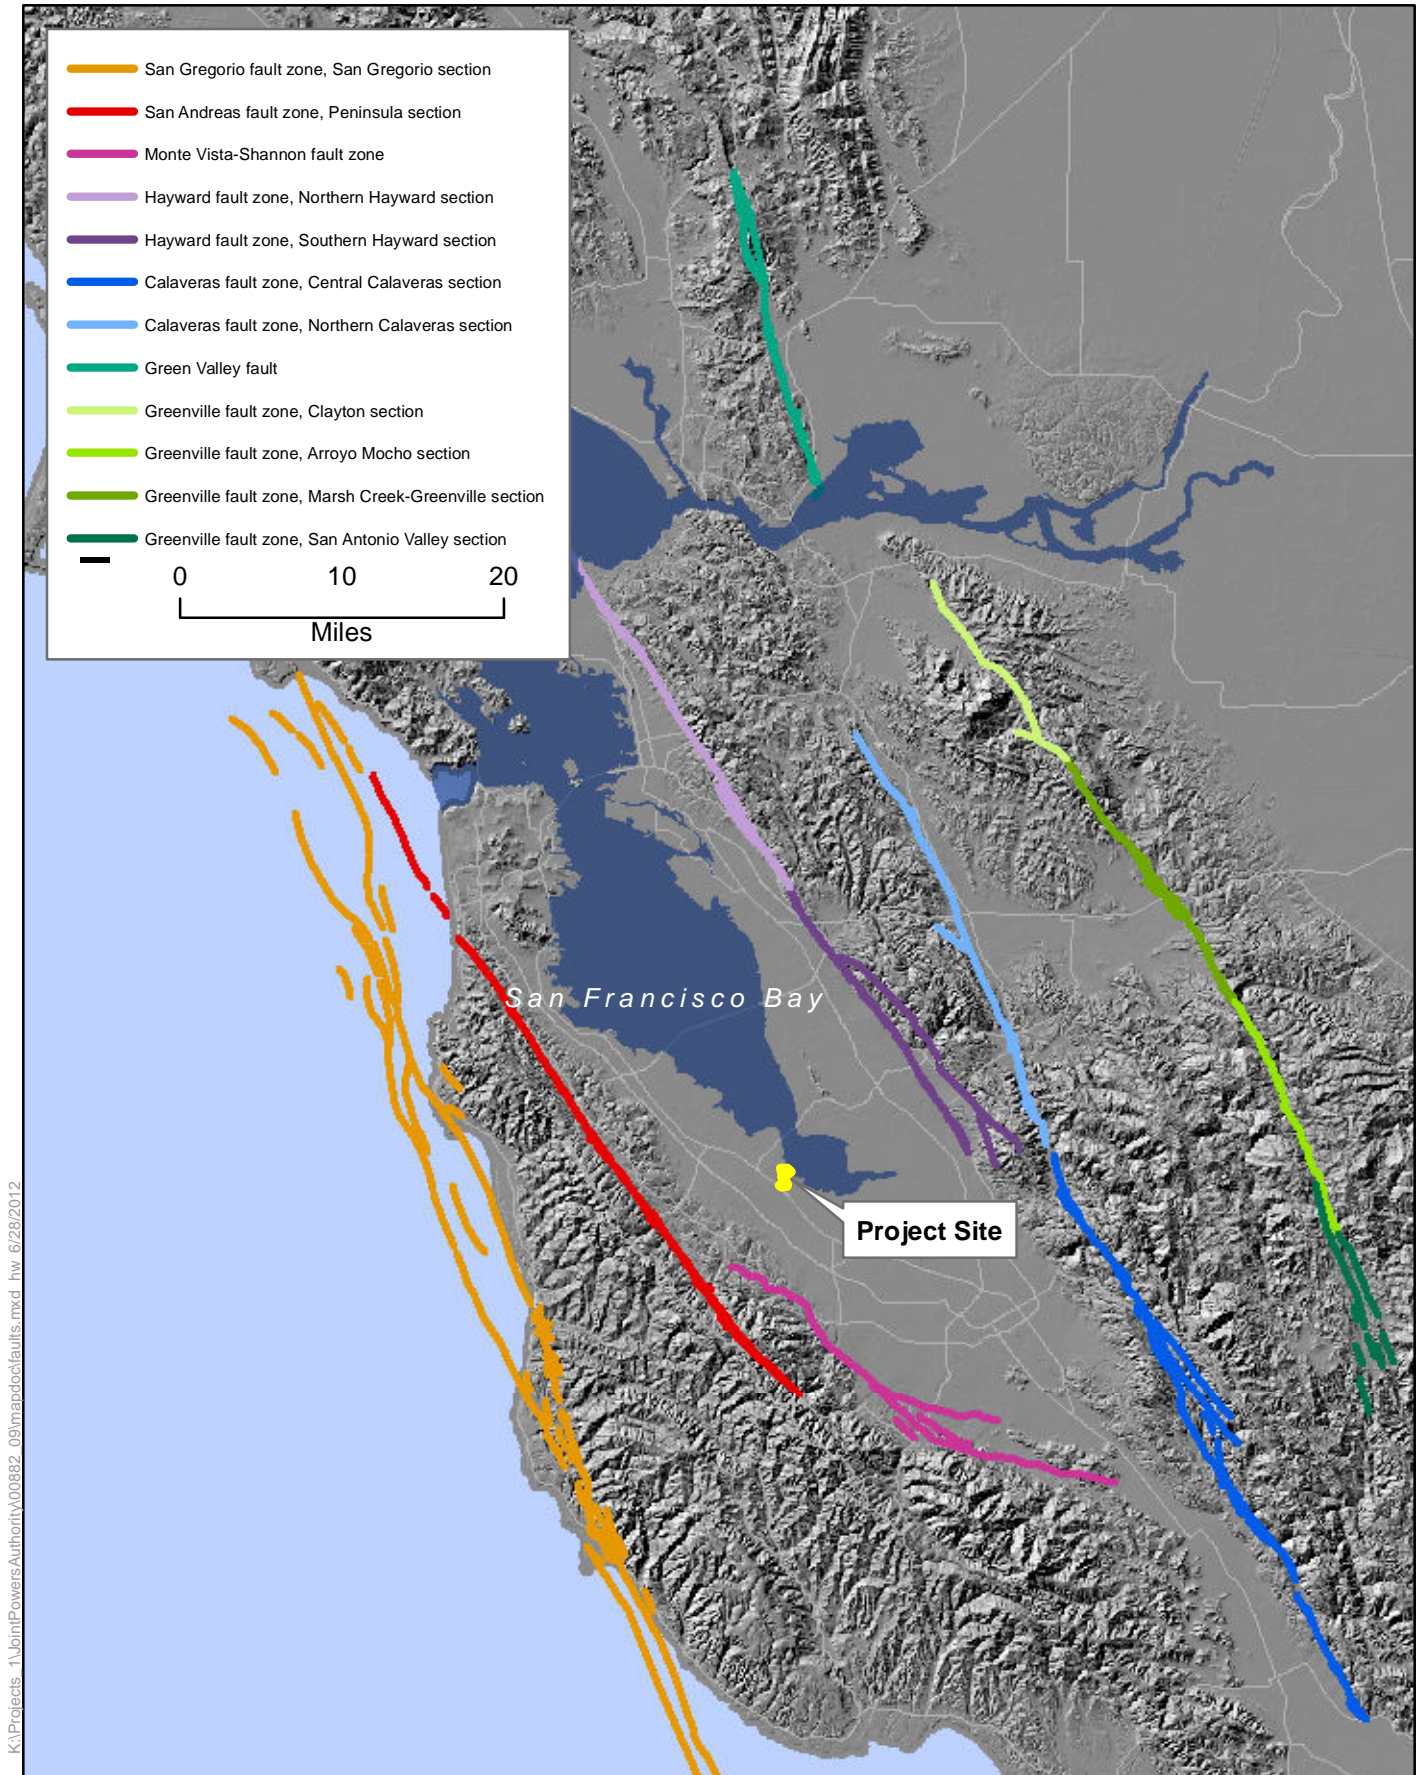 San Gregorio fault zone, San Gregorio section
San Andreas fault zone, Peninsula section
Monte Vista-Shannon fault zone
Hayward fault zone, Northern Hayward section
Hayward fault zone, Southern Hayward section
Calaveras fault zone, Central Calaveras section
Calaveras fault zone, Northern Calaveras section
Green Valley fault
Greenville fault zone, Clayton section
Greenville fault zone, Arroyo Mocho section
Greenville fault zone, Marsh Creek-Greenville section
Greenville fault zone, San Antonio Valley section
0 10 20
Miles
San Francisco Bay
Project Site
K:\Projects_1\JointPowersAuthority\00882_09\mapdoc\faults.mxd hw 6/28/2012